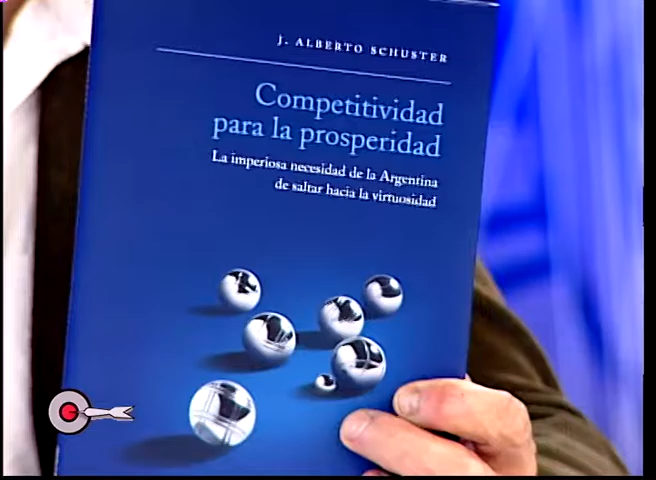 J. ALBERTO SCHUSTER
Competitividad
para la prosperidad
La imperiosa necesidad de la Argentina
de saltar hacia la virtuosidad